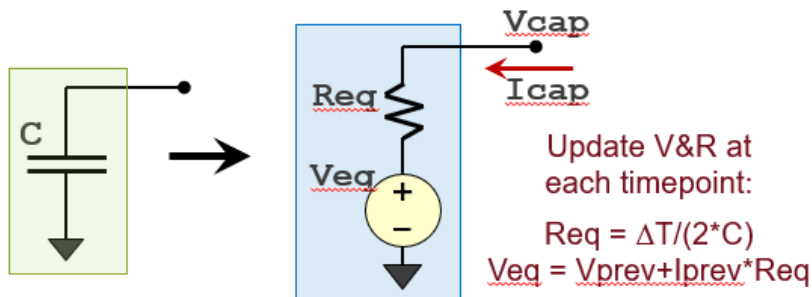 Vcap
Icap
C
Req
Veq
+
−
Update V&R at
each timepoint:
Req = ΔT/(2*C)
Veq = Vprev+Iprev*Req